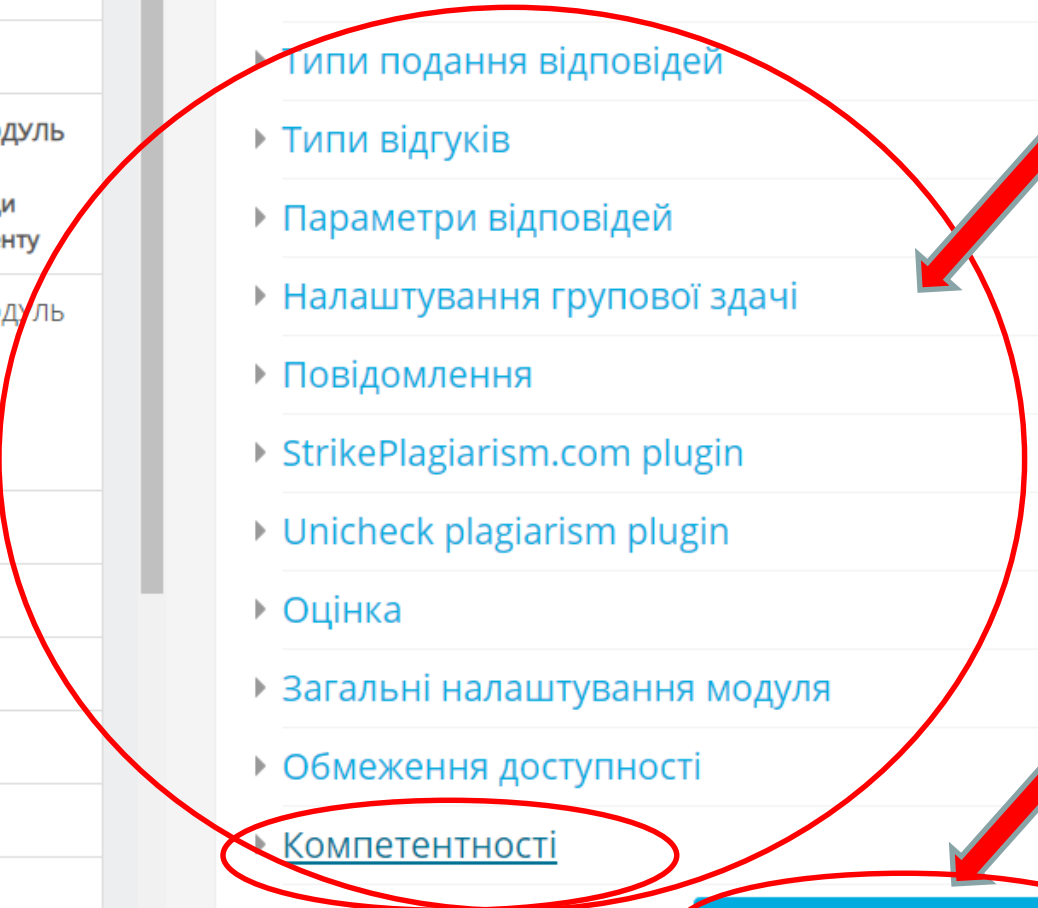 Типи подання відповідей
Типи відгуків
Параметри відповідей
Налаштування групової здачі
Повідомлення
StrikePlagiarism.com plugin
Unicheck plagiarism plugin
Оцінка
Загальні налаштування модуля
Обмеження доступності
Компетентності